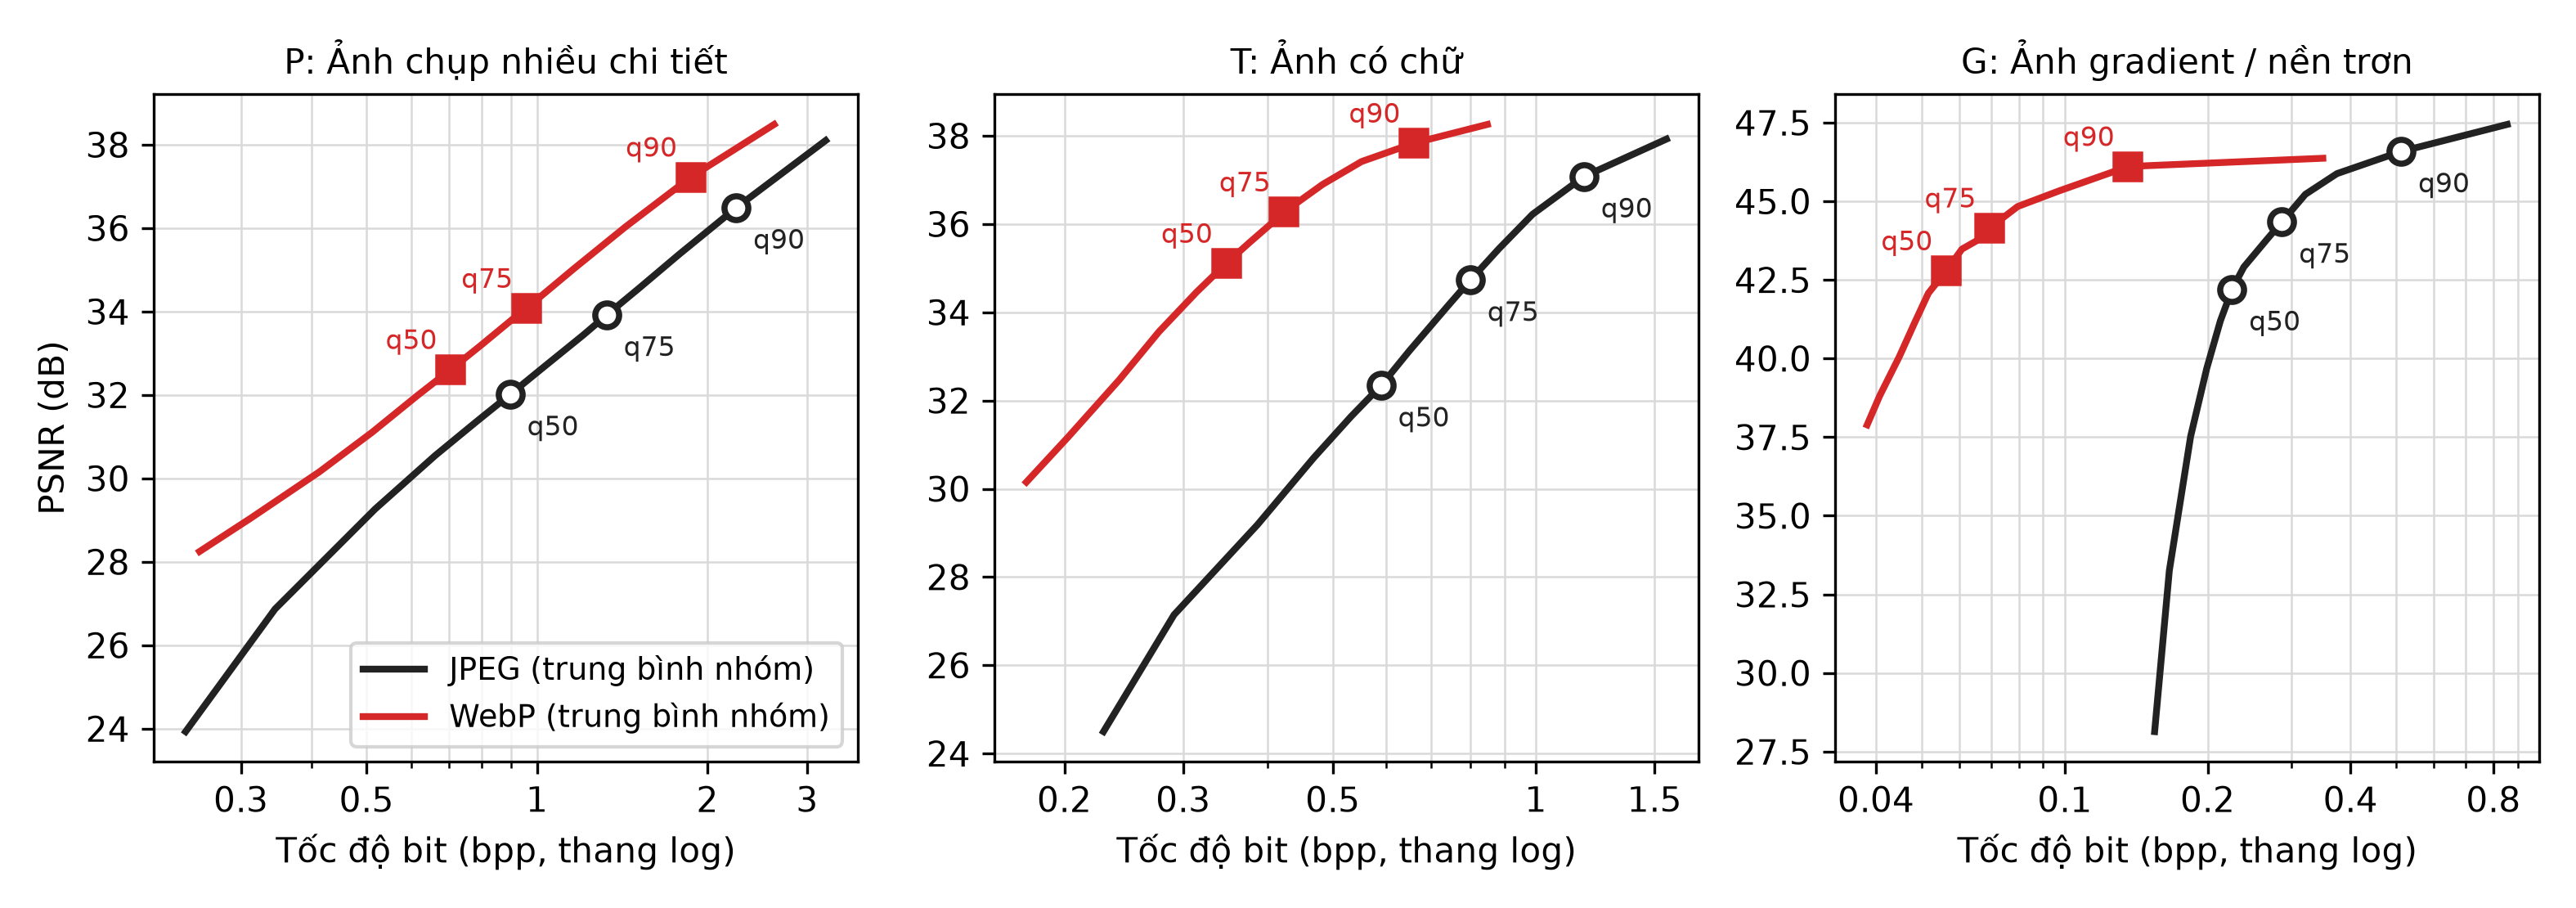 P: Ảnh chụp nhiều chi tiết
PSNR (dB)
38
36
34
32
30
28
26
24
q90
q75
q50
q90
q75
q50
JPEG (trung bình nhóm)
WebP (trung bình nhóm)
0.3 0.5 1 2 3
Tốc độ bit (bpp, thang log)
T: Ảnh có chữ
38
36
34
32
30
28
26
24
q90
q75
q50
q90
q75
q50
0.2 0.3 0.5 1 1.5
Tốc độ bit (bpp, thang log)
G: Ảnh gradient / nền trơn
47.5
45.0
42.5
40.0
37.5
35.0
32.5
30.0
27.5
q90
q75
q50
q90
q75
q50
0.04 0.1 0.2 0.4 0.8
Tốc độ bit (bpp, thang log)